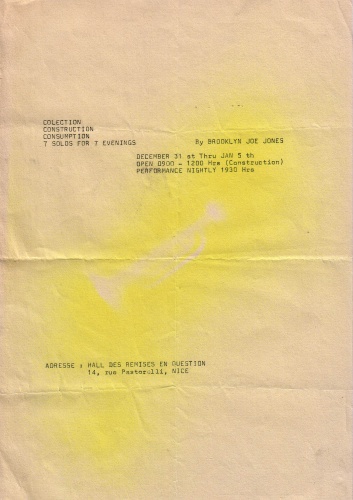 COLECTION
CONSTRUCTION
CONSUMPTION
7 SOLOS FOR 7 EVENINGS By BROOKLYN JOE JONES
DECEMBER 31 st Thru JAN 5 th
OPEN 0900 - 1200 Hrs (Construction)
PERFORMANCE NIGHTLY 1930 Hrs
ADRESSE : HALL DES REMISES EN QUESTION
14, rue Pastorelli, NICE